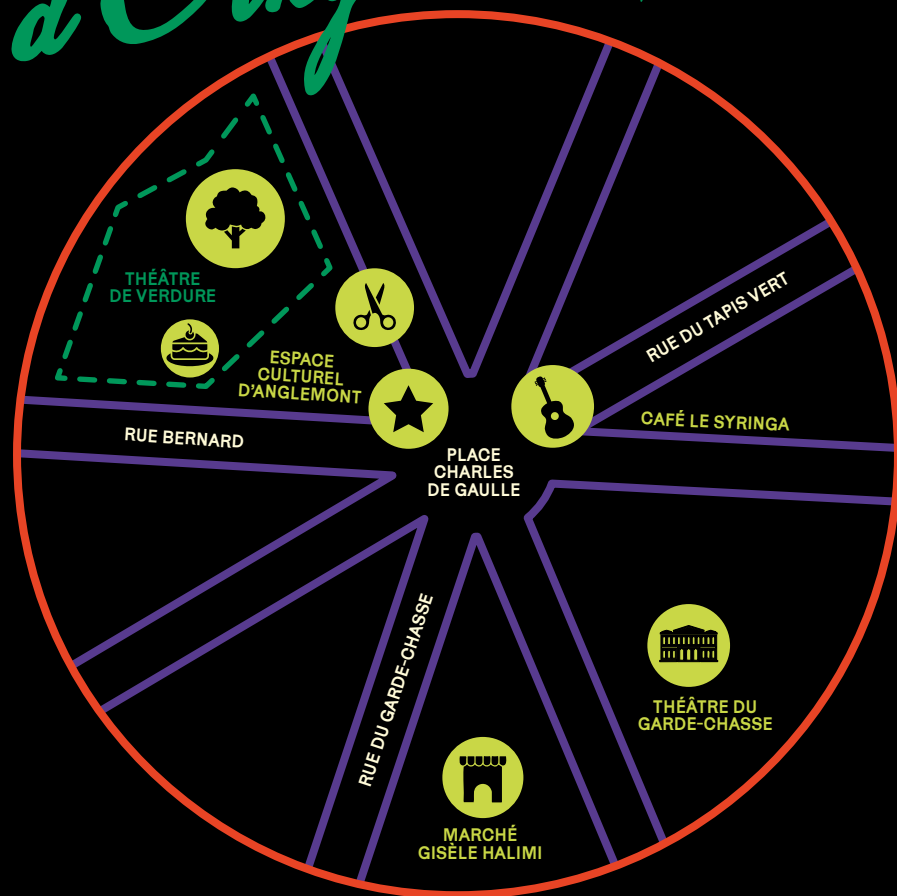 THÉÂTRE
DE VERDURE
ESPACE
CULTUREL
D'ANGLEMONT
RUE BERNARD
RUE DU TAPIS VERT
CAFÉ LE SYRINGA
PLACE
CHARLES
DE GAULLE
RUE DU GARDE-CHASSE
THÉÂTRE DU
GARDE-CHASSE
MARCHÉ
GISÈLE HALIMI